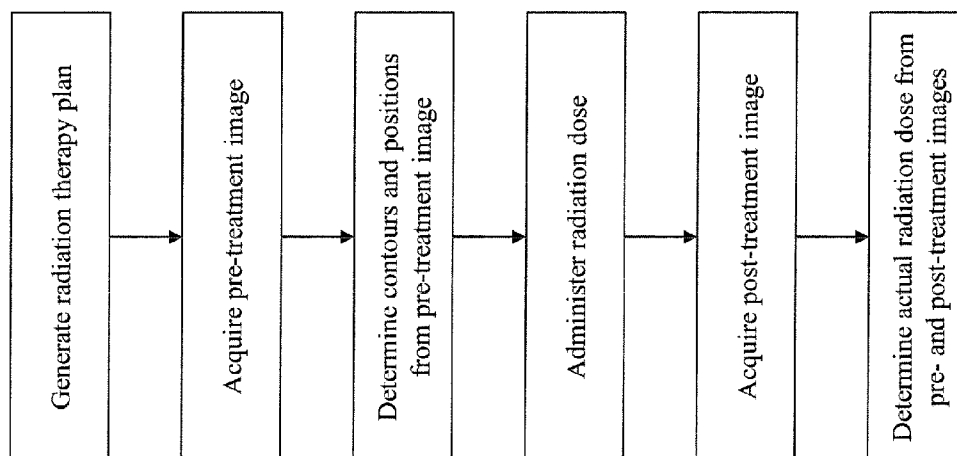 Generate radiation therapy plan
Acquire pre-treatment image
Determine contours and positions
from pre-treatment image
Administer radiation dose
Acquire post-treatment image
Determine actual radiation dose from
pre- and post-treatment images